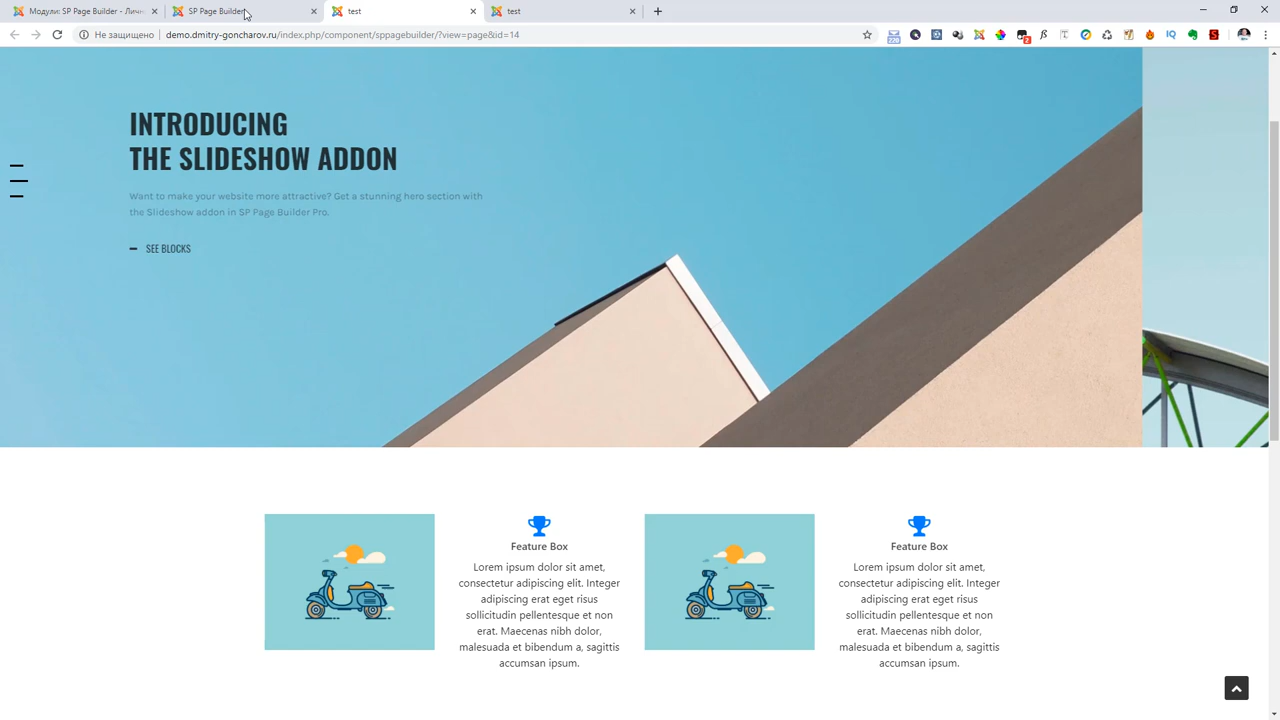 Модули: SP Page Builder - Личн
SP Page Builder
test
test
Не защищено
demo.dmitry-goncharov.ru/index.php/component/sppagebuilder/?view=page&id=14
INTRODUCING
THE SLIDESHOW ADDON
Want to make your website more attractive? Get a stunning hero section with
the Slideshow addon in SP Page Builder Pro.
SEE BLOCKS
Feature Box
Lorem ipsum dolor sit amet,
consectetur adipiscing elit. Integer
adipiscing erat eget risus
sollicitudin pellentesque et non
erat. Maecenas nibh dolor,
malesuada et bibendum a, sagittis
accumsan ipsum.
Feature Box
Lorem ipsum dolor sit amet,
consectetur adipiscing elit. Integer
adipiscing erat eget risus
sollicitudin pellentesque et non
erat. Maecenas nibh dolor,
malesuada et bibendum a, sagittis
accumsan ipsum.